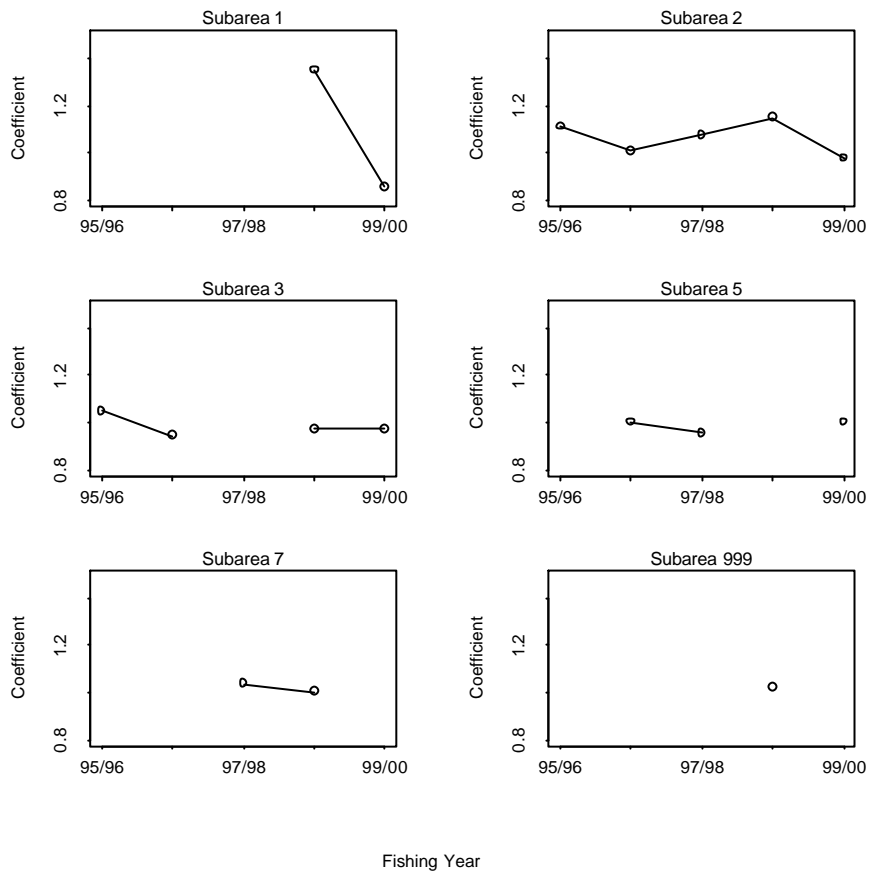 Subarea 1
Coefficient
1.2
0.8
95/96 97/98 99/00
Subarea 2
Coefficient
1.2
0.8
95/96 97/98 99/00
Subarea 3
Coefficient
1.2
0.8
95/96 97/98 99/00
Subarea 5
Coefficient
1.2
0.8
95/96 97/98 99/00
Subarea 7
Coefficient
1.2
0.8
95/96 97/98 99/00
Subarea 999
Coefficient
1.2
0.8
95/96 97/98 99/00
Fishing Year